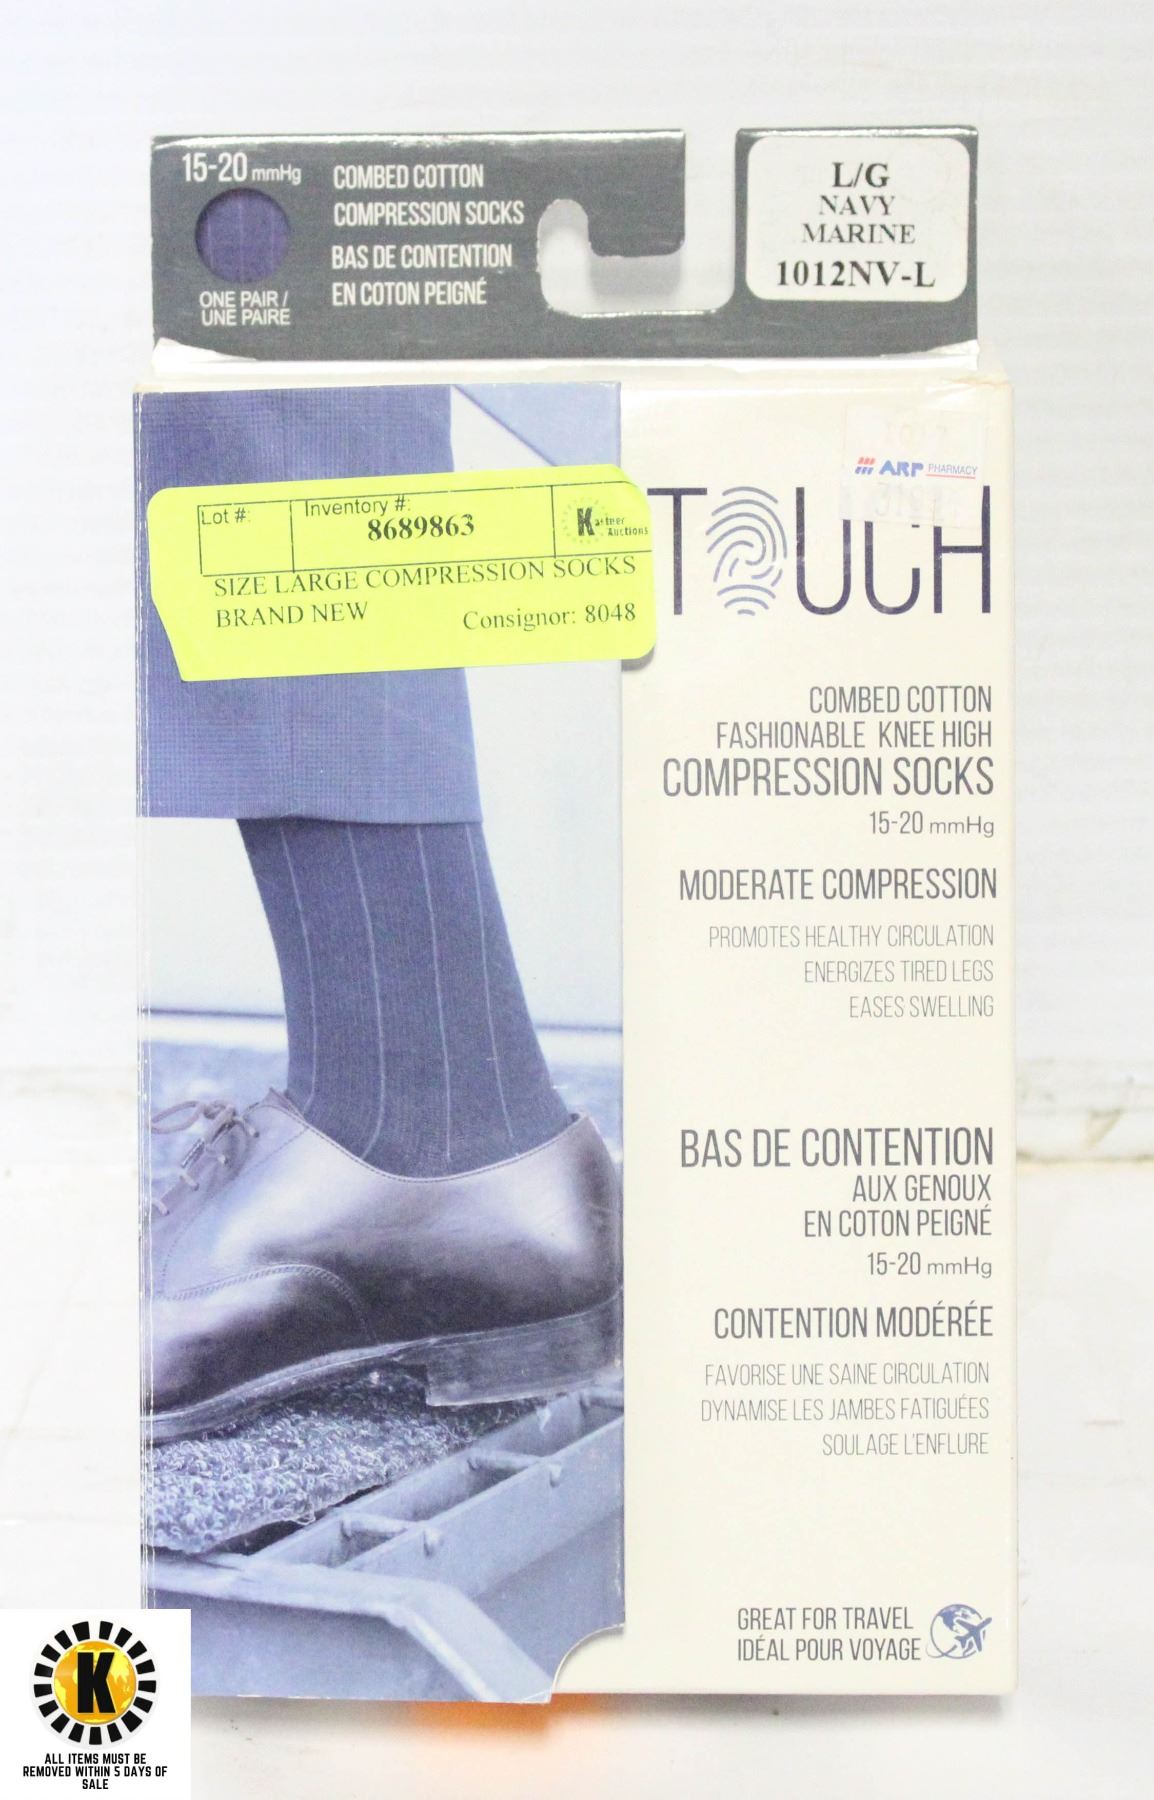 15-20 mmHg
ONE PAIR /
UNE PAIRE
COMBED COTTON
COMPRESSION SOCKS
BAS DE CONTENTION
EN COTON PEIGNÉ
L/G
NAVY
MARINE
1012NV-L
ARP PHARMACY
Lot #:
Inventory #:
8689863
Kastner
Auctions
SIZE LARGE COMPRESSION SOCKS
BRAND NEW
Consignor: 8048
TOUCH
COMBED COTTON
FASHIONABLE KNEE HIGH
COMPRESSION SOCKS
15-20 mmHg
MODERATE COMPRESSION
PROMOTES HEALTHY CIRCULATION
ENERGIZES TIRED LEGS
EASES SWELLING
BAS DE CONTENTION
AUX GENOUX
EN COTON PEIGNÉ
15-20 mmHg
CONTENTION MODÉRÉE
FAVORISE UNE SAINE CIRCULATION
DYNAMISE LES JAMBES FATIGUÉES
SOULAGE L'ENFLURE
GREAT FOR TRAVEL
IDÉAL POUR VOYAGE
K
ALL ITEMS MUST BE
REMOVED WITHIN 5 DAYS OF
SALE